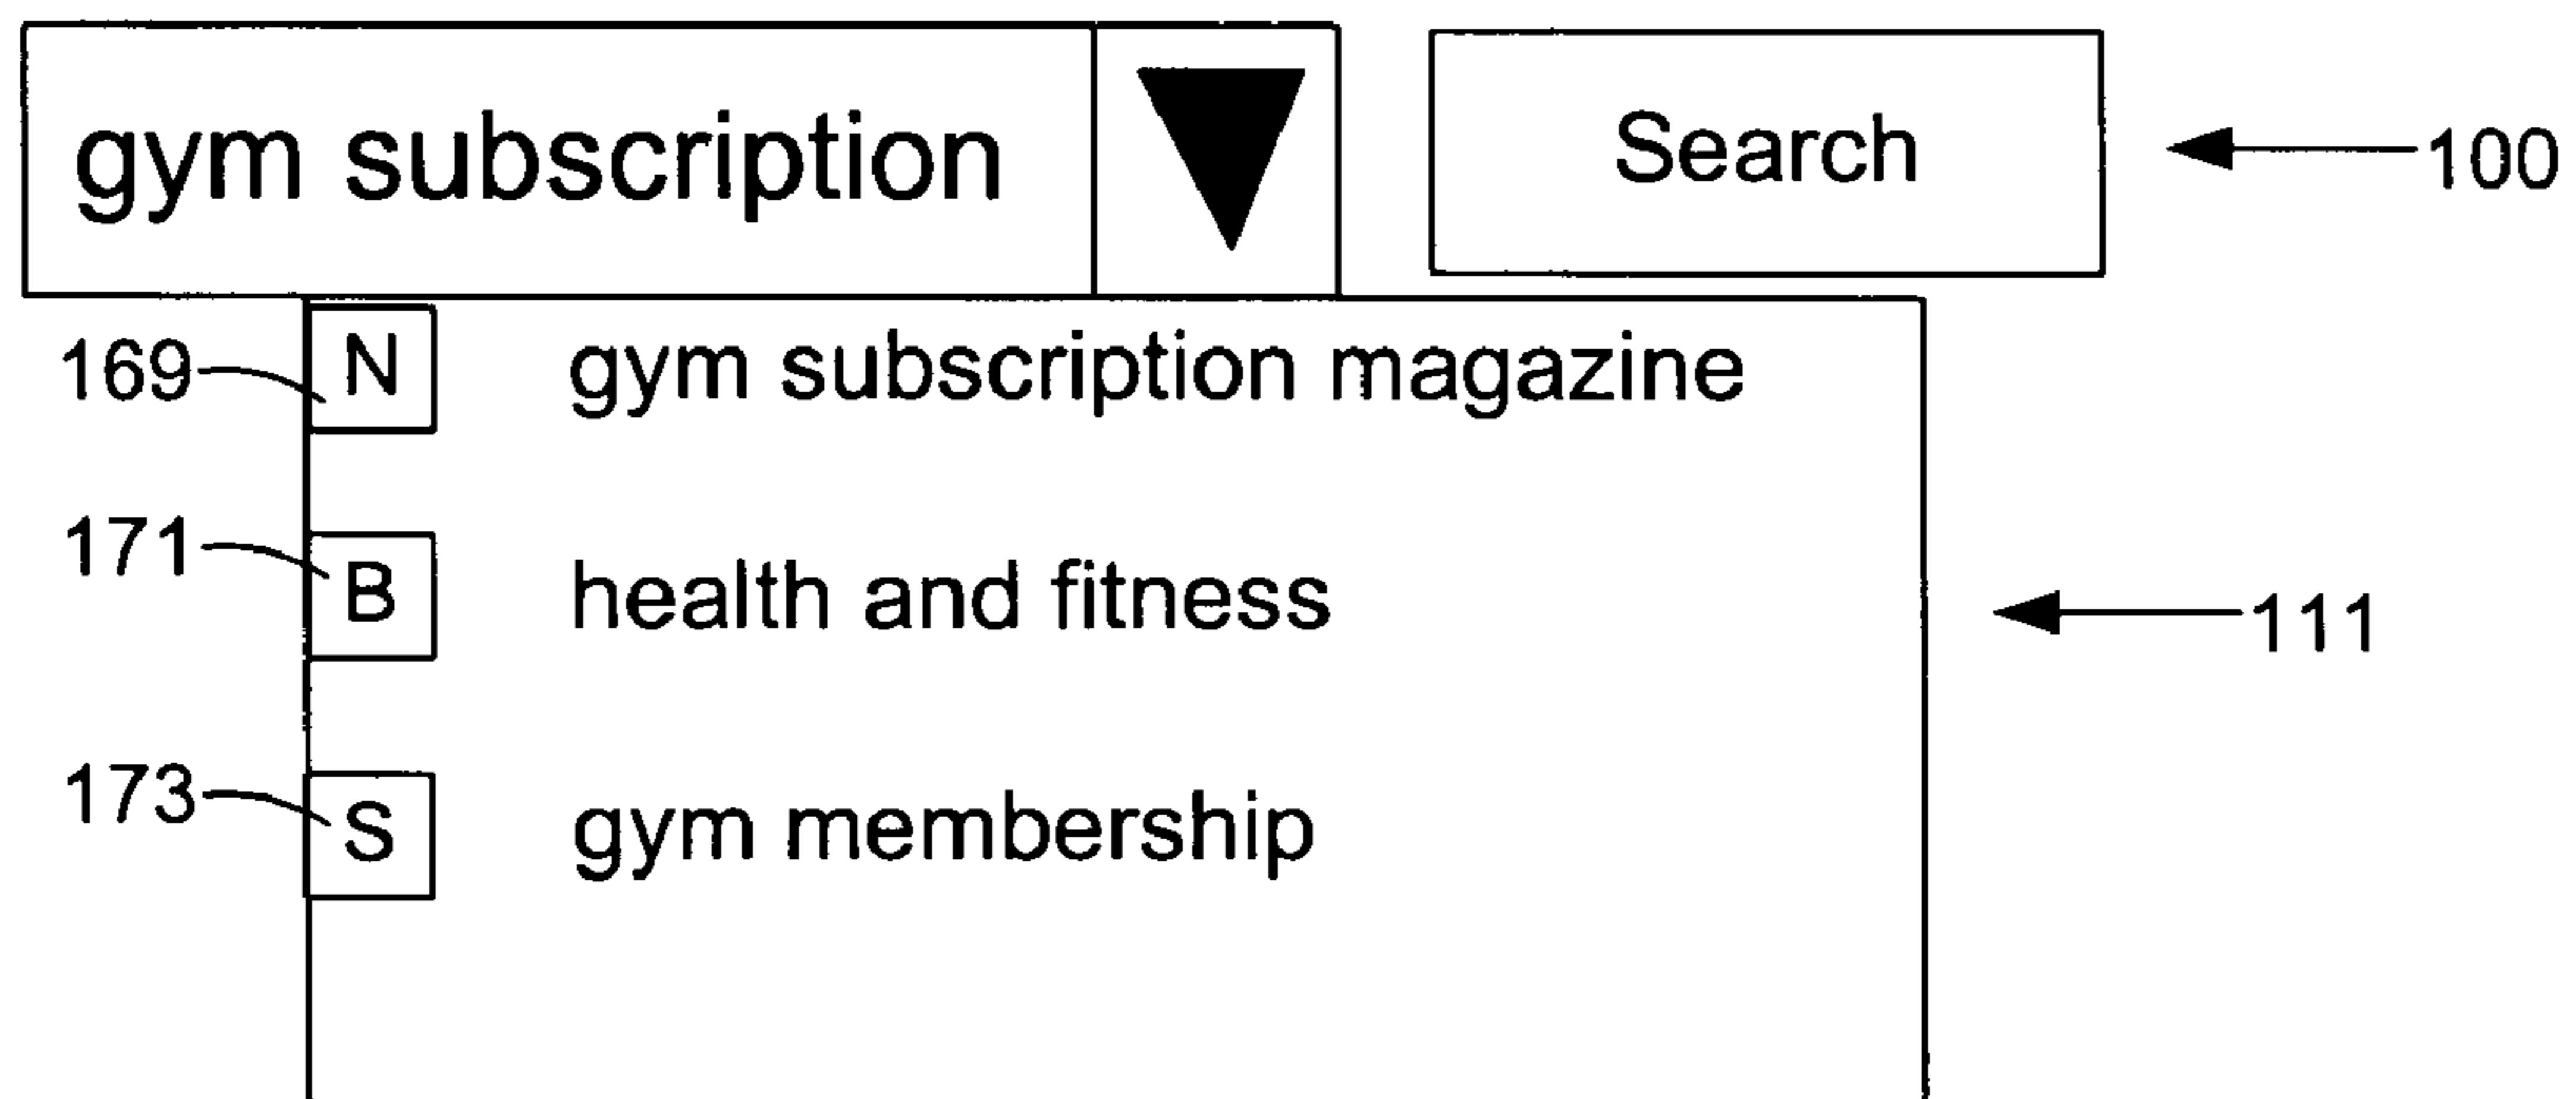 gym subscription Search 100
169 N gym subscription magazine
171 B health and fitness
111
173 S gym membership